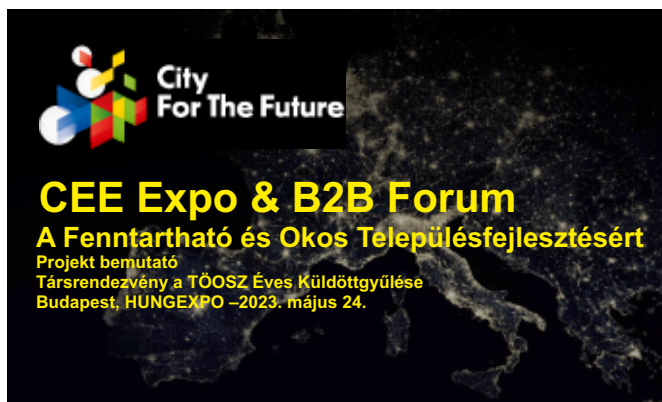 City
For The Future
CEE Expo & B2B Forum
A Fenntartható és Okos Településfejlesztésért
Projekt bemutató
Társrendezvény a TÖOSZ Éves Küldöttgyűlése
Budapest, HUNGEXPO –2023. május 24.